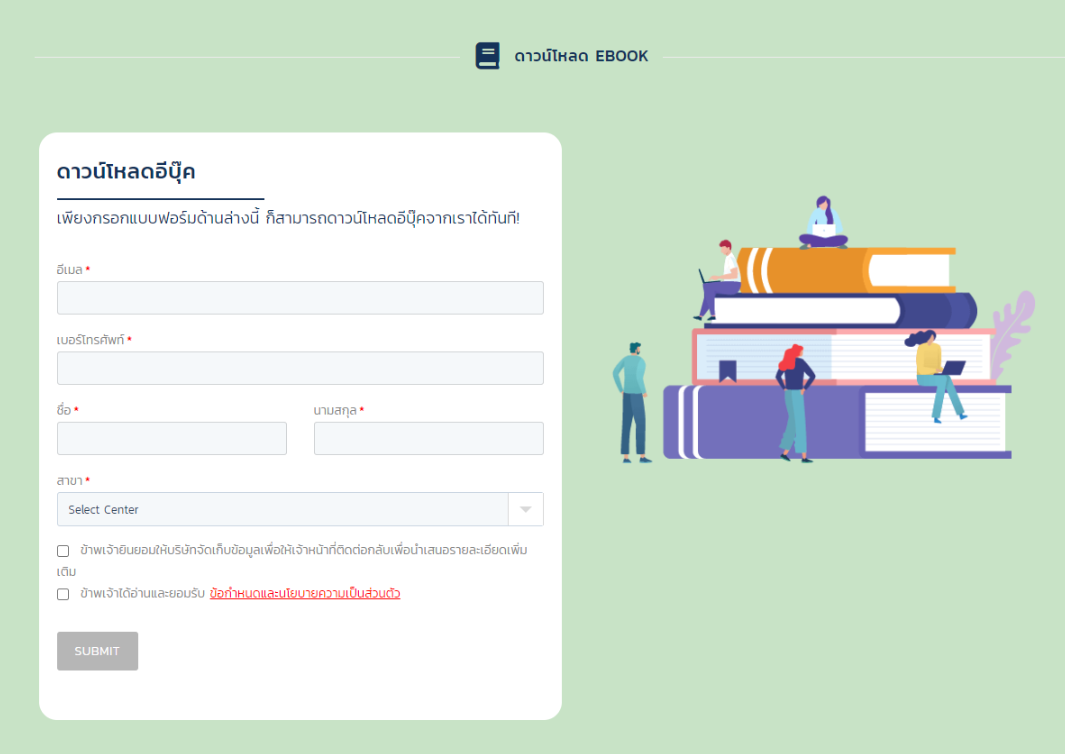 ดาวน์โหลด EBOOK
ดาวน์โหลดอีบุ๊ค
เพียงกรอกแบบฟอร์มด้านล่างนี้ ก็สามารถดาวน์โหลดอีบุ๊คจากเราได้ทันที!
อีเมล *
เบอร์โทรศัพท์ *
ชื่อ * นามสกุล *
สาขา *
Select Center
ข้าพเจ้ายินยอมให้บริษัทจัดเก็บข้อมูลเพื่อให้เจ้าหน้าที่ติดต่อกลับเพื่อนำเสนอรายละเอียดเพิ่ม
เติม
ข้าพเจ้าได้อ่านและยอมรับ ข้อกำหนดและนโยบายความเป็นส่วนตัว
SUBMIT